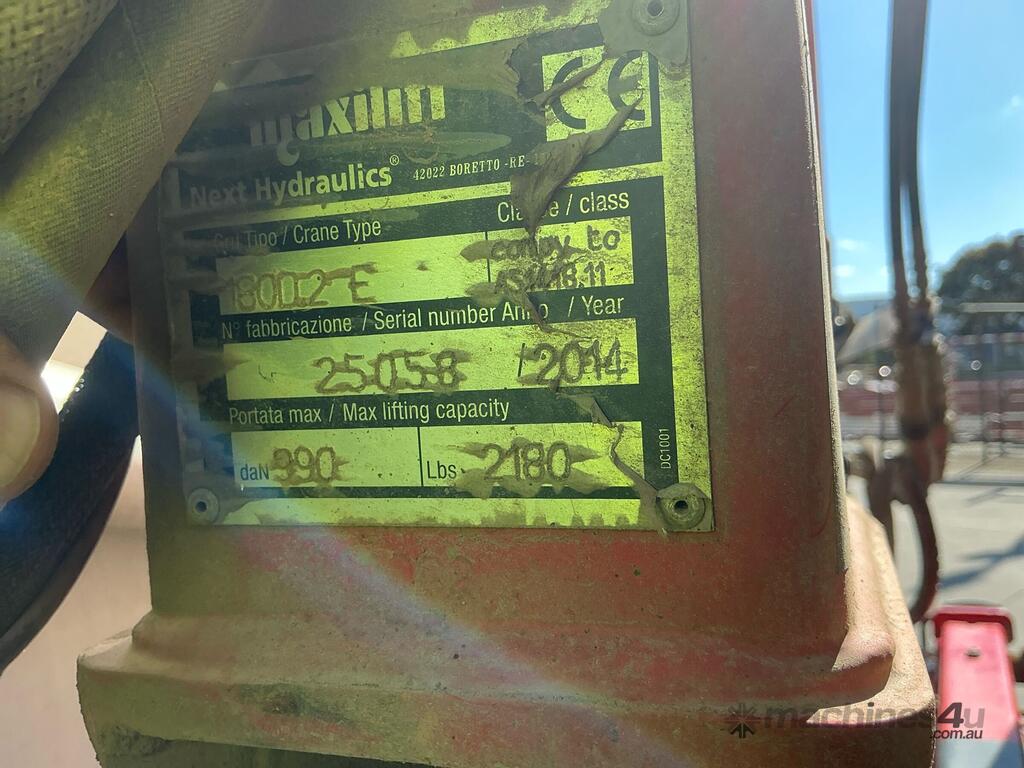 maxilift
CE
Next Hydraulics® 42022 BORETTO -RE-
Gru Tipo / Crane Type Classe / class
1800.2 E comply to
AS1418.11
N° fabbricazione / Serial number Anno / Year
25058 /2014
Portata max / Max lifting capacity
daN 990 Lbs 2180
DC1001
machines4u
.com.au